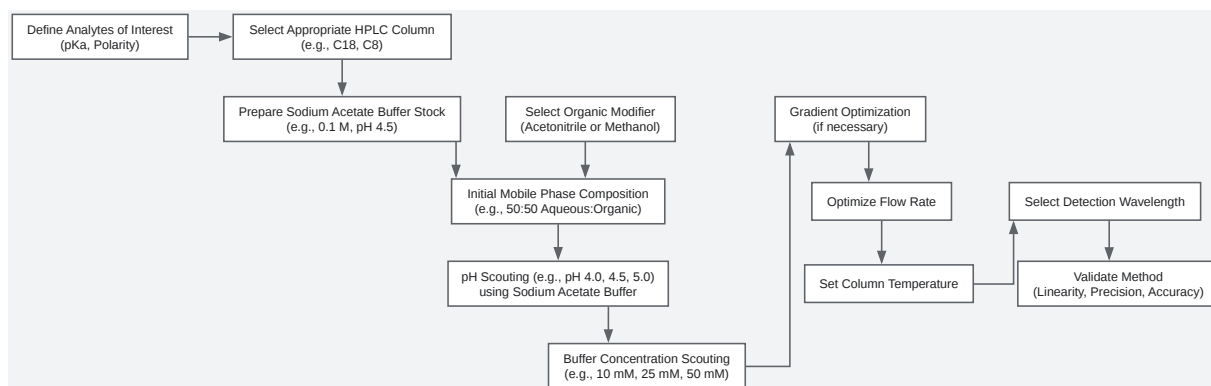 Define Analytes of Interest
(pKa, Polarity)
Select Appropriate HPLC Column
(e.g., C18, C8)
Prepare Sodium Acetate Buffer Stock
(e.g., 0.1 M, pH 4.5)
Select Organic Modifier
(Acetonitrile or Methanol)
Initial Mobile Phase Composition
(e.g., 50:50 Aqueous:Organic)
pH Scouting (e.g., pH 4.0, 4.5, 5.0)
using Sodium Acetate Buffer
Buffer Concentration Scouting
(e.g., 10 mM, 25 mM, 50 mM)
Gradient Optimization
(if necessary)
Optimize Flow Rate
Set Column Temperature
Select Detection Wavelength
Validate Method
(Linearity, Precision, Accuracy)